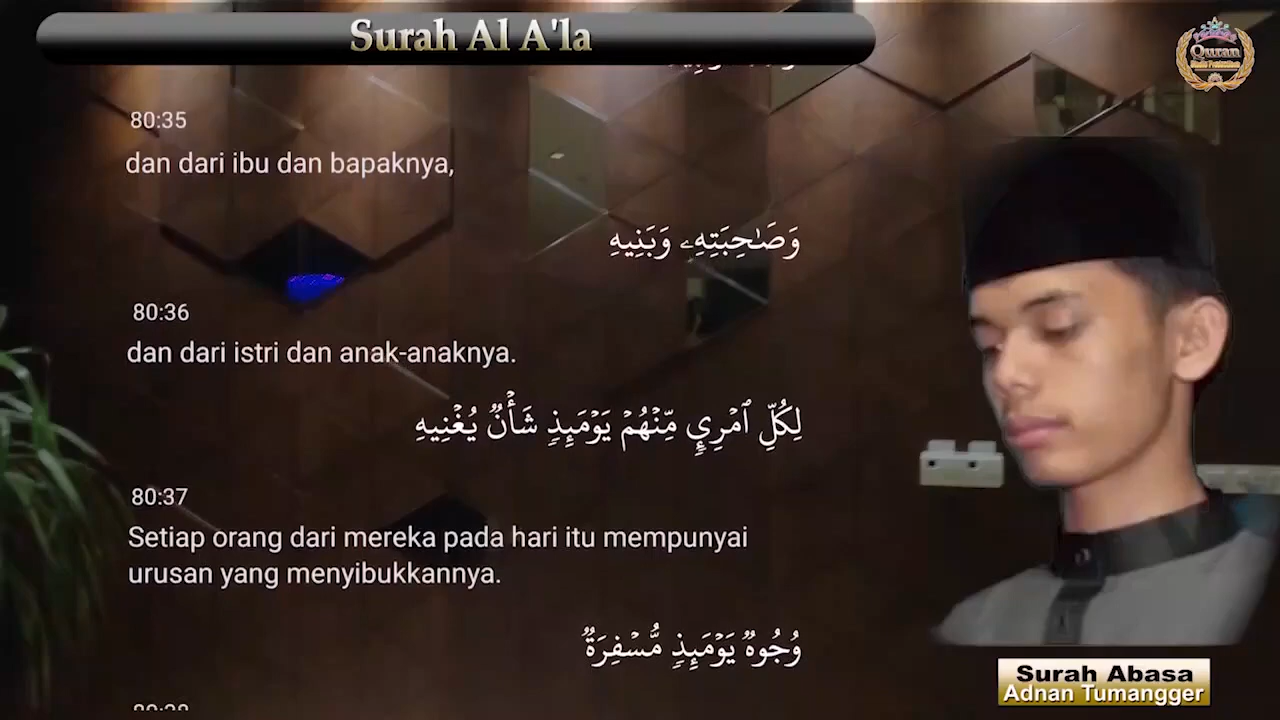 Surah Al A'la
Quran
80:35
dan dari ibu dan bapaknya,
وَصَـٰحِبَتِهِۦ وَبَنِيهِ
80:36
dan dari istri dan anak-anaknya.
لِكُلِّ ٱمْرِئٍ مِّنْهُمْ يَوْمَئِذٍ شَأْنٌ يُغْنِيهِ
80:37
Setiap orang dari mereka pada hari itu mempunyai
urusan yang menyibukkannya.
وُجُوهٌ يَوْمَئِذٍ مُّسْفِرَةٌ
Surah Abasa
Adnan Tumangger